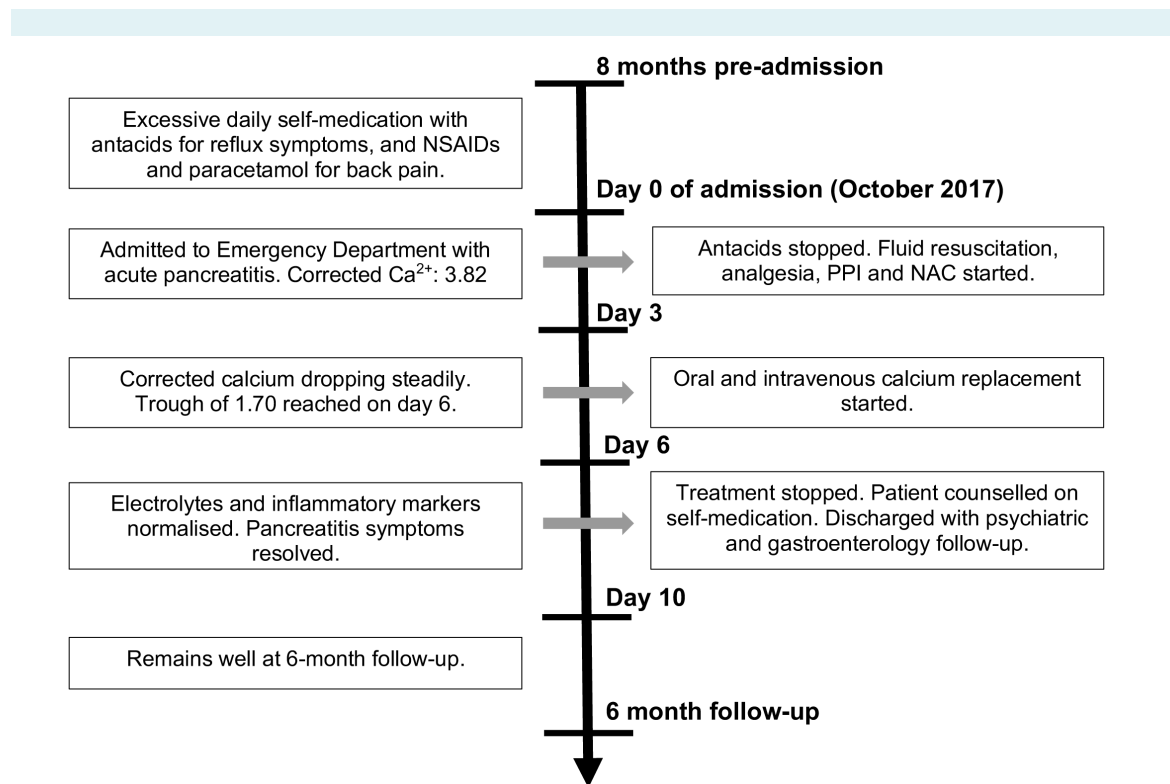 8 months pre-admission
Excessive daily self-medication with
antacids for reflux symptoms, and NSAIDs
and paracetamol for back pain.
Day 0 of admission (October 2017)
Admitted to Emergency Department with
acute pancreatitis. Corrected Ca²⁺: 3.82
Antacids stopped. Fluid resuscitation,
analgesia, PPI and NAC started.
Day 3
Corrected calcium dropping steadily.
Trough of 1.70 reached on day 6.
Oral and intravenous calcium replacement
started.
Day 6
Electrolytes and inflammatory markers
normalised. Pancreatitis symptoms
resolved.
Treatment stopped. Patient counselled on
self-medication. Discharged with psychiatric
and gastroenterology follow-up.
Day 10
Remains well at 6-month follow-up.
6 month follow-up